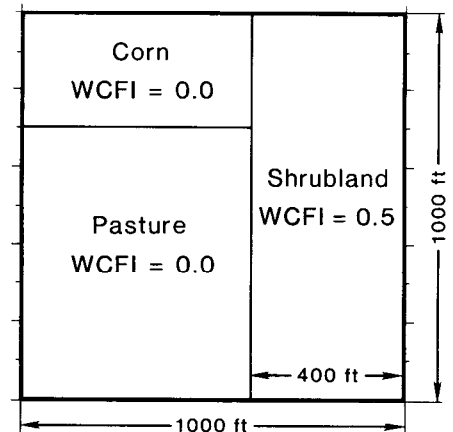 Corn
WCFI = 0.0
Shrubland
WCFI = 0.5
Pasture
WCFI = 0.0
1000 ft
400 ft
1000 ft